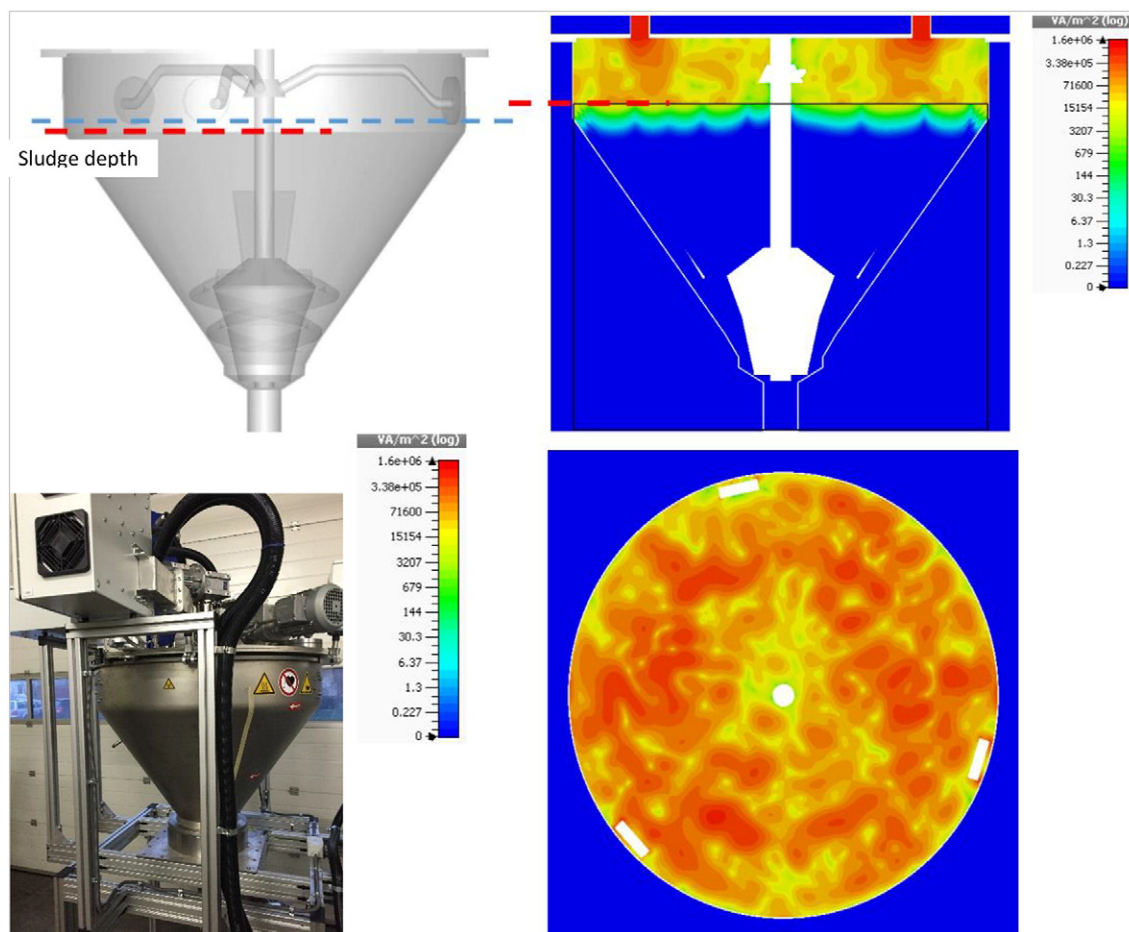 Sludge depth
VA/m^2 (log)
1.6e+06
3.38e+05
71600
15154
3207
679
144
30.3
6.37
1.3
0.227
0
VA/m^2 (log)
1.6e+06
3.38e+05
71600
15154
3207
679
144
30.3
6.37
1.3
0.227
0